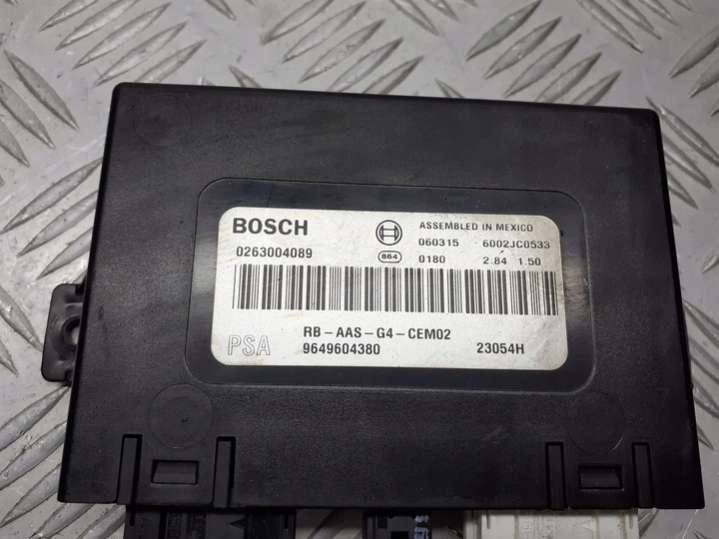 BOSCH
ASSEMBLED IN MEXICO
0263004089
060315 6002JC0533
864 0180 2.84 1.50
RB-AAS-G4-CEM02
PSA 9649604380 23054H